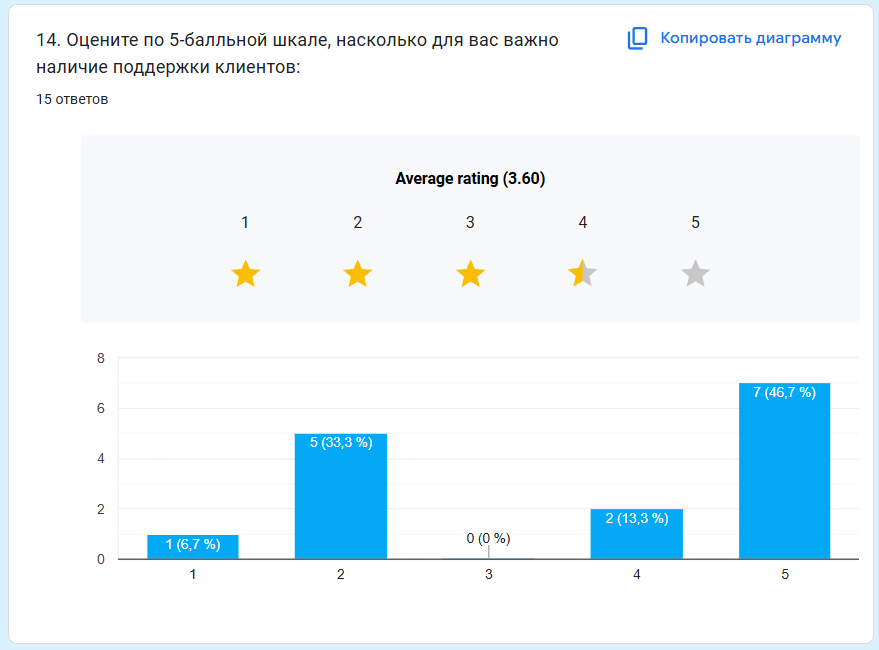 14. Оцените по 5-балльной шкале, насколько для вас важно
наличие поддержки клиентов:
Копировать диаграмму
15 ответов
Average rating (3.60)
1 2 3 4 5
8
6
4
2
0
1 (6,7 %)
5 (33,3 %)
0 (0 %)
2 (13,3 %)
7 (46,7 %)
1 2 3 4 5